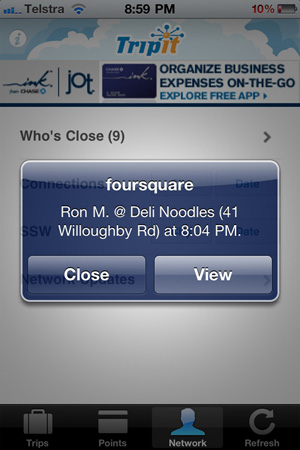 Telstra 8:59 PM 10%
i TripIt
ink. from CHASE | jot ORGANIZE BUSINESS
EXPENSES ON-THE-GO
EXPLORE FREE APP >
Who's Close (9)
foursquare
Ron M. @ Deli Noodles (41
Willoughby Rd) at 8:04 PM.
Connections Date
SSW Date
Close View
Network Updates
Trips Points Network Refresh